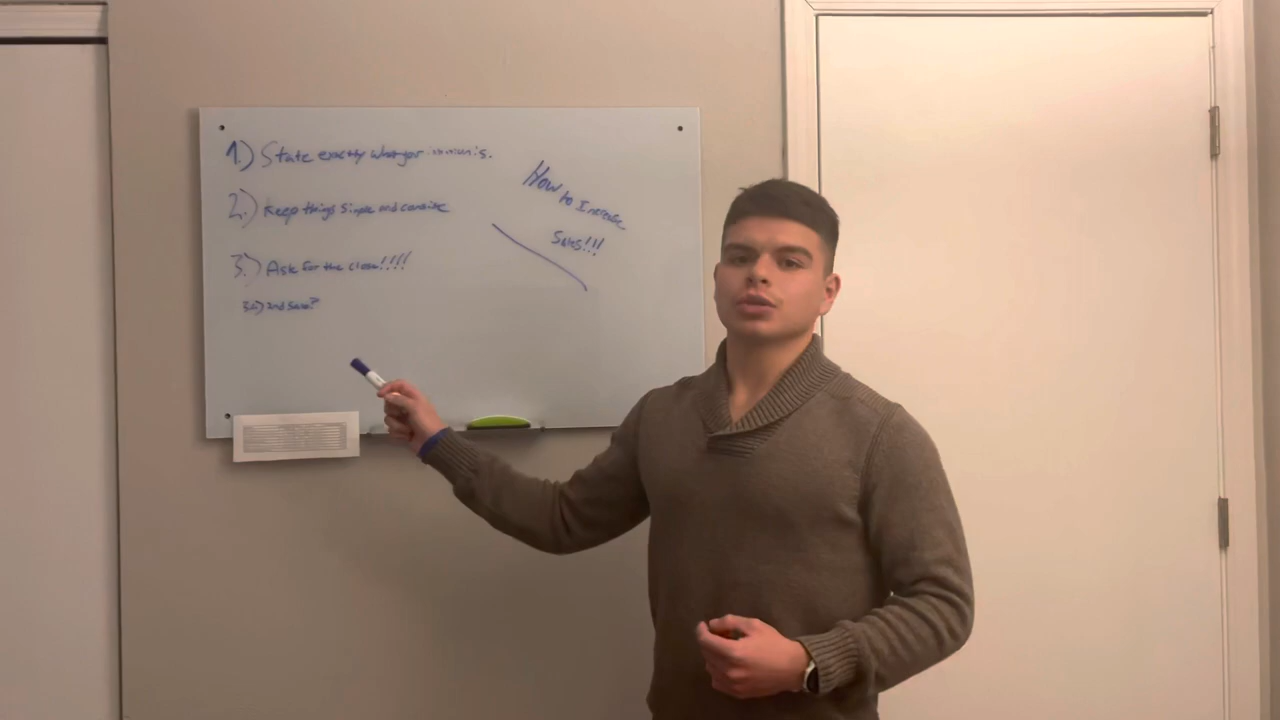 1.) State exactly what your is.
2.) Keep things Simple and concise
3.) Ask for the close!!!!
How
to Increase
Sales!!!